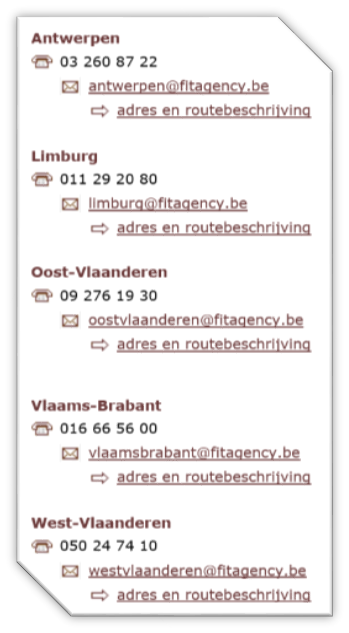 Antwerpen
03 260 87 22
antwerpen@fitagency.be
adres en routebeschrijving
Limburg
011 29 20 80
limburg@fitagency.be
adres en routebeschrijving
Oost-Vlaanderen
09 276 19 30
oostvlaanderen@fitagency.be
adres en routebeschrijving
Vlaams-Brabant
016 66 56 00
vlaamsbrabant@fitagency.be
adres en routebeschrijving
West-Vlaanderen
050 24 74 10
westvlaanderen@fitagency.be
adres en routebeschrijving